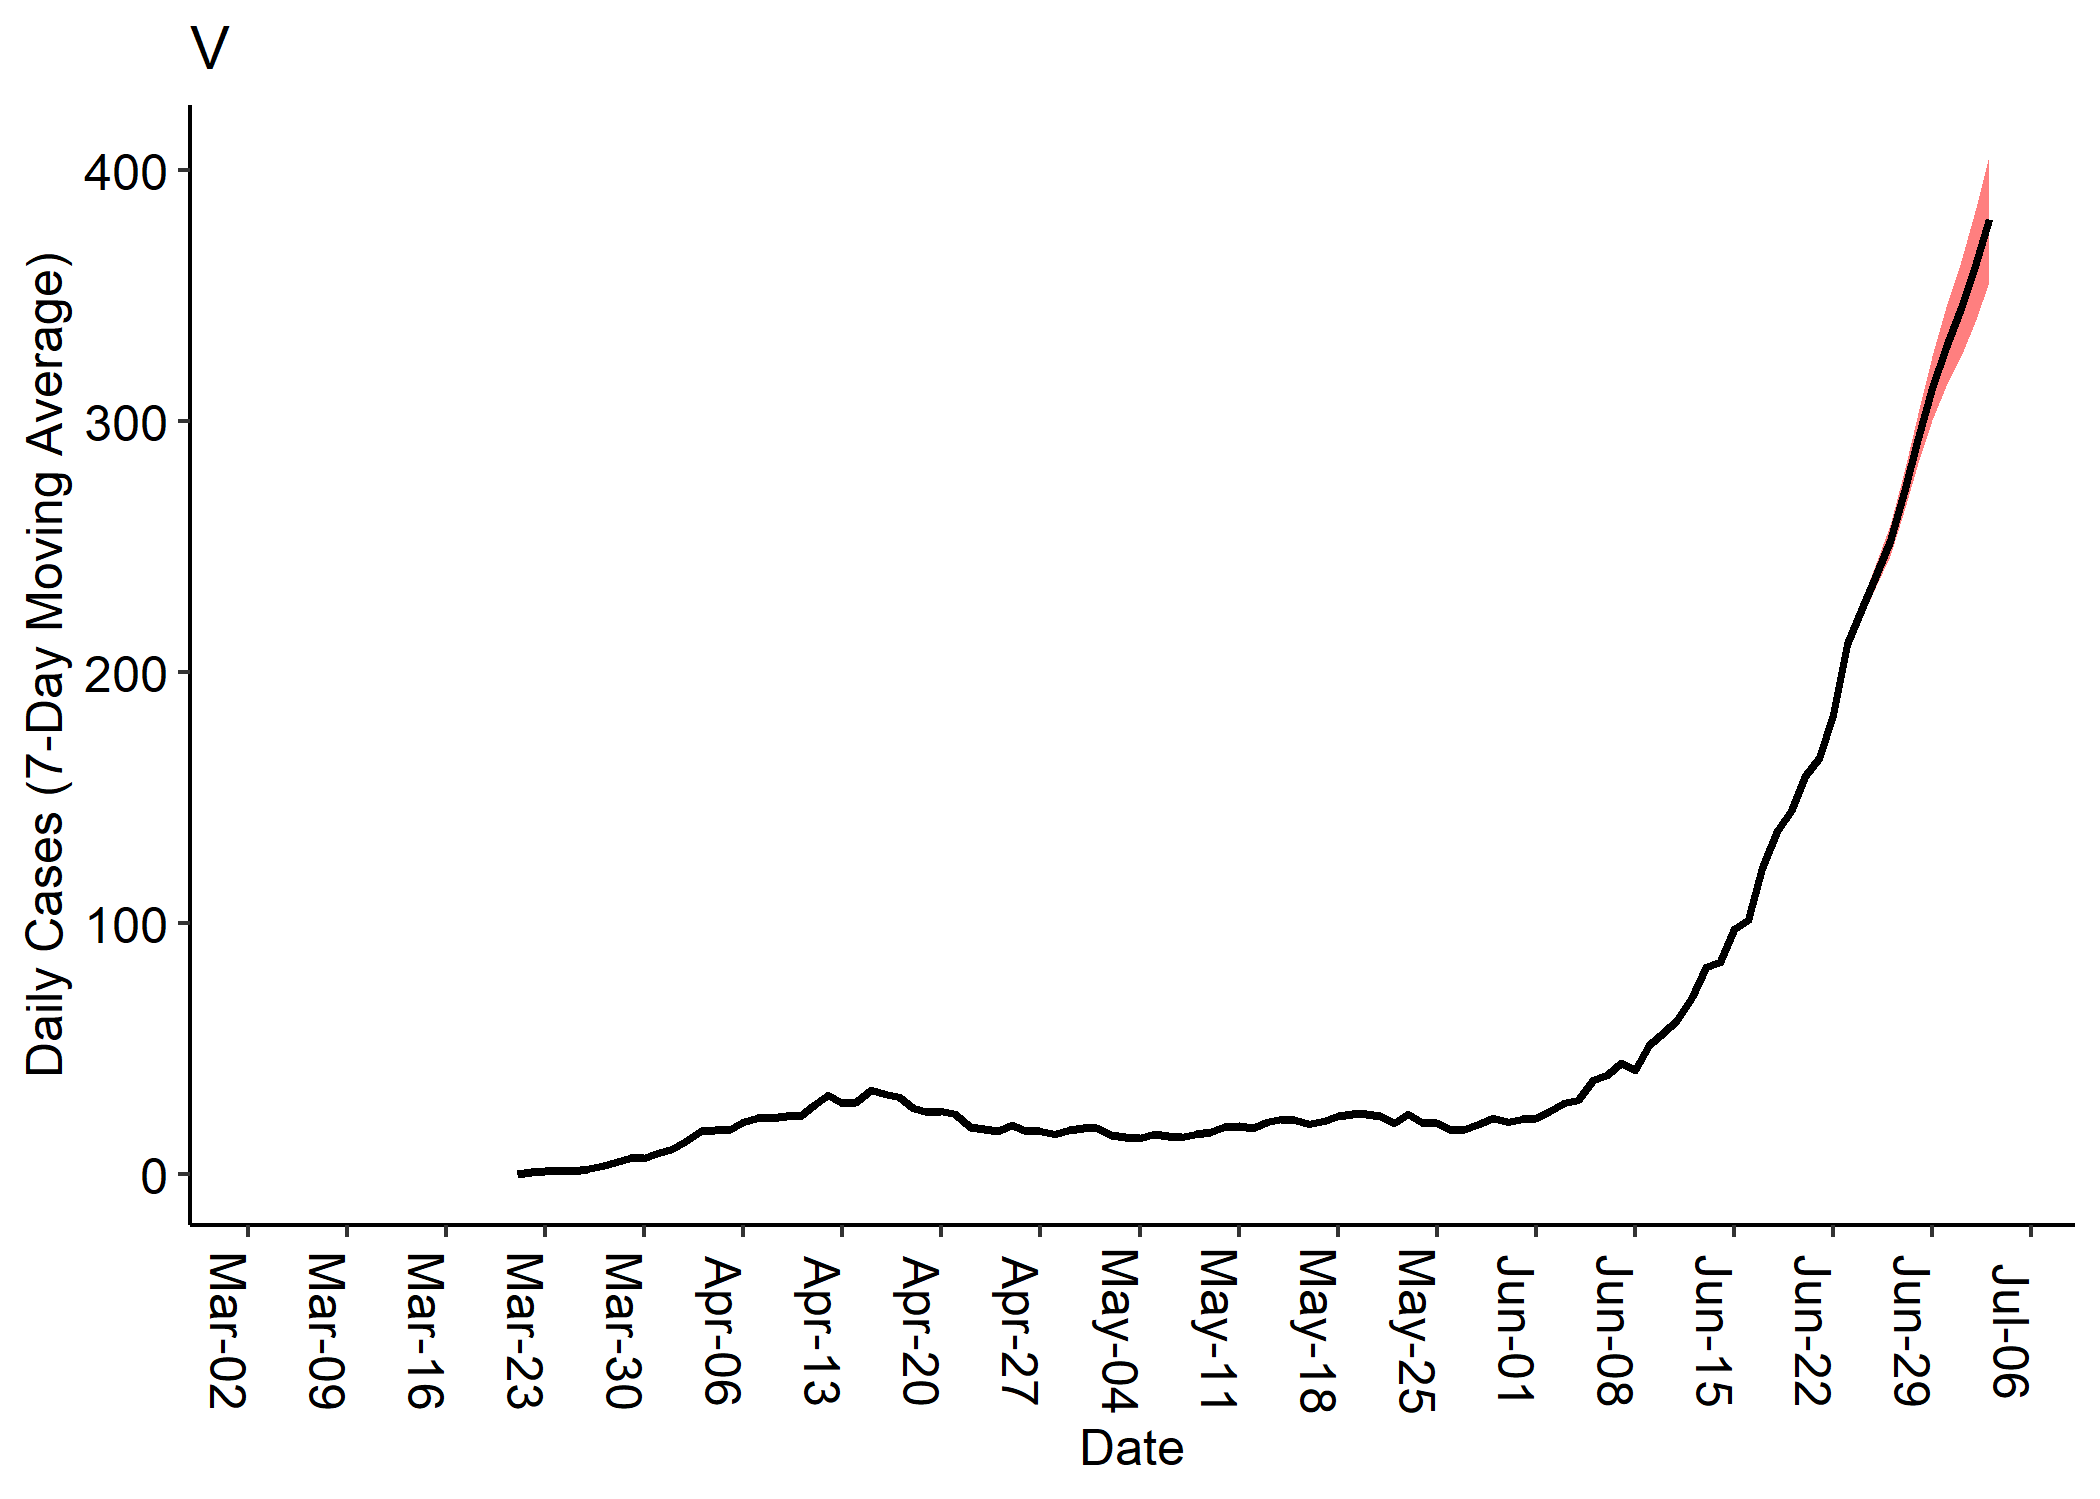 V
Daily Cases (7-Day Moving Average)
400
300
200
100
0
Mar-02
Mar-09
Mar-16
Mar-23
Mar-30
Apr-06
Apr-13
Apr-20
Apr-27
May-04
May-11
May-18
May-25
Jun-01
Jun-08
Jun-15
Jun-22
Jun-29
Jul-06
Date